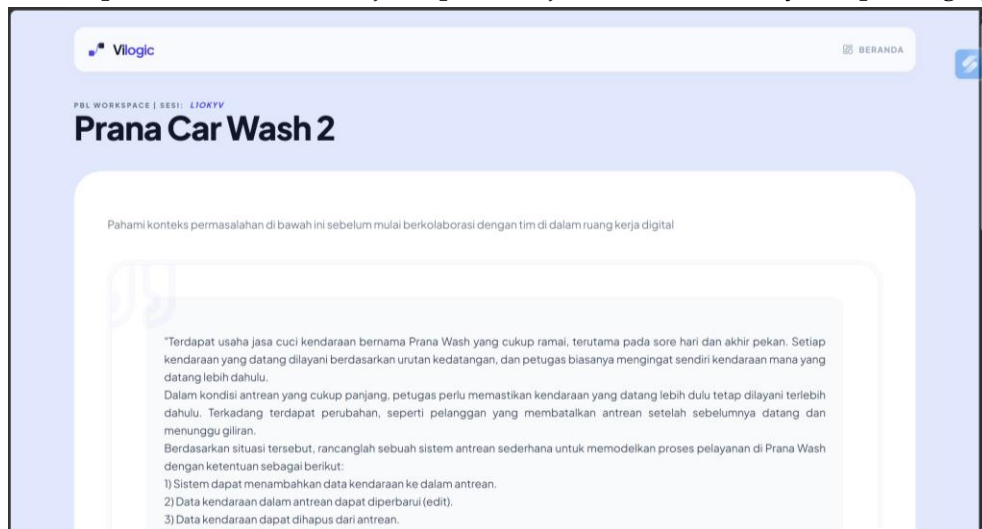 Vilogic
BERANDA
PBL WORKSPACE | SESI: L1OKYV
Prana Car Wash 2
Pahami konteks permasalahan di bawah ini sebelum mulai berkolaborasi dengan tim di dalam ruang kerja digital
"Terdapat usaha jasa cuci kendaraan bernama Prana Wash yang cukup ramai, terutama pada sore hari dan akhir pekan. Setiap
kendaraan yang datang dilayani berdasarkan urutan kedatangan, dan petugas biasanya mengingat sendiri kendaraan mana yang
datang lebih dahulu.
Dalam kondisi antrean yang cukup panjang, petugas perlu memastikan kendaraan yang datang lebih dulu tetap dilayani terlebih
dahulu. Terkadang terdapat perubahan, seperti pelanggan yang membatalkan antrean setelah sebelumnya datang dan
menunggu giliran.
Berdasarkan situasi tersebut, rancanglah sebuah sistem antrean sederhana untuk memodelkan proses pelayanan di Prana Wash
dengan ketentuan sebagai berikut:
1) Sistem dapat menambahkan data kendaraan ke dalam antrean.
2) Data kendaraan dalam antrean dapat diperbarui (edit).
3) Data kendaraan dapat dihapus dari antrean.